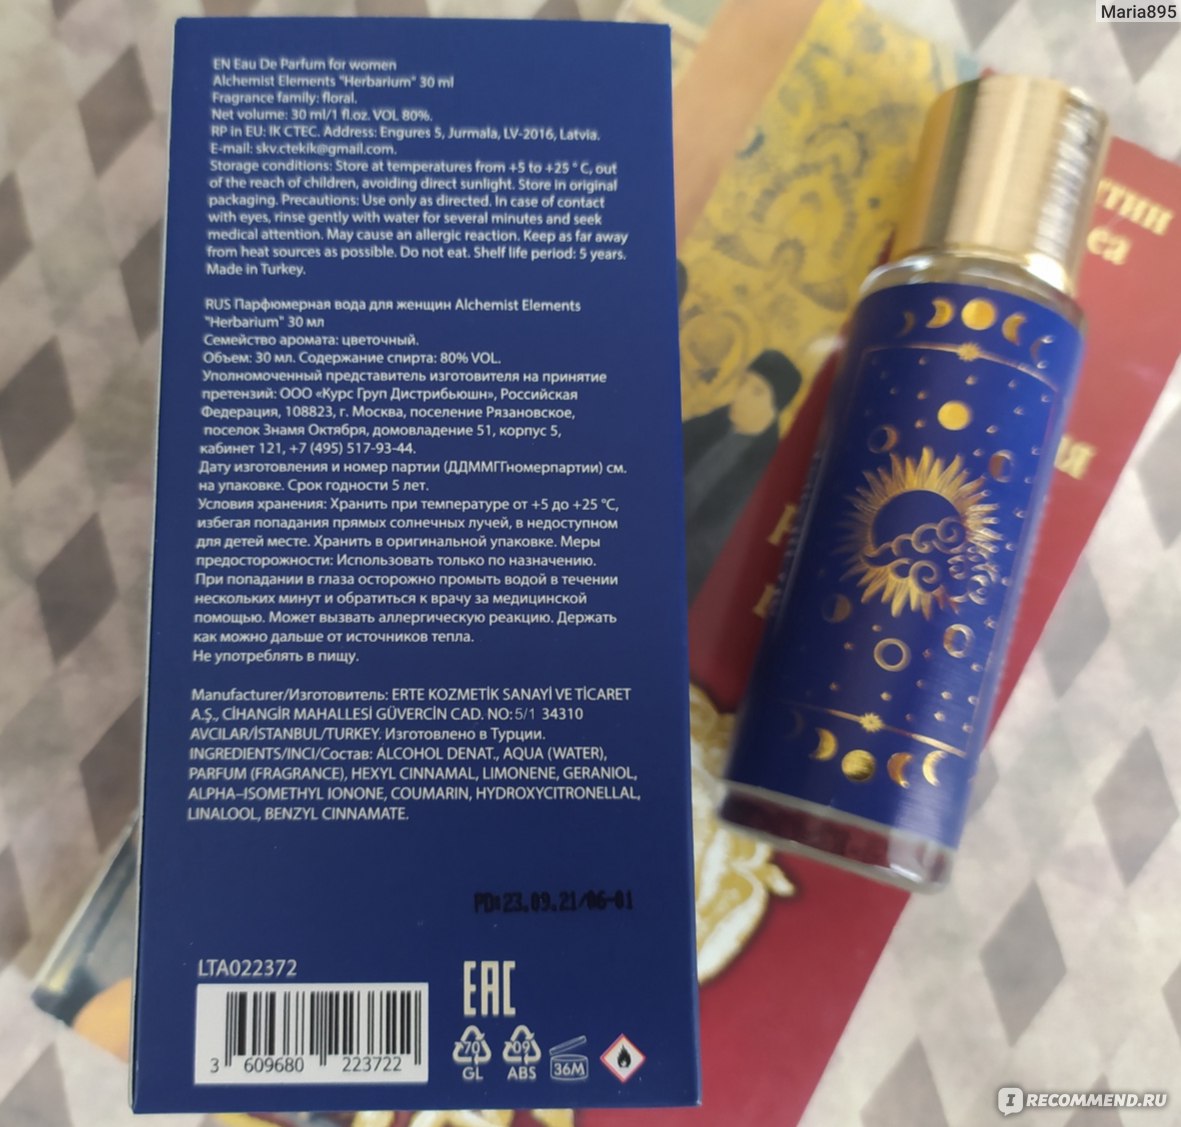 Maria895
EN Eau De Parfum for women
Alchemist Elements "Herbarium" 30 ml
Fragrance family: floral.
Net volume: 30 ml/1 fl.oz. VOL 80%.
RP in EU: IK CTEC. Address: Engures 5, Jurmala, LV-2016, Latvia.
E-mail: skv.ctekik@gmail.com.
Storage conditions: Store at temperatures from +5 to +25 ° C, out
of the reach of children, avoiding direct sunlight. Store in original
packaging. Precautions: Use only as directed. In case of contact
with eyes, rinse gently with water for several minutes and seek
medical attention. May cause an allergic reaction. Keep as far away
from heat sources as possible. Do not eat. Shelf life period: 5 years.
Made in Turkey.
RUS Парфюмерная вода для женщин Alchemist Elements
"Herbarium" 30 мл
Семейство аромата: цветочный.
Объем: 30 мл. Содержание спирта: 80% VOL.
Уполномоченный представитель изготовителя на принятие
претензий: ООО «Курс Груп Дистрибьюшн», Российская
Федерация, 108823, г. Москва, поселение Рязановское,
поселок Знамя Октября, домовладение 51, корпус 5,
кабинет 121, +7 (495) 517-93-44.
Дату изготовления и номер партии (ДДММГГномерпартии) см.
на упаковке. Срок годности 5 лет.
Условия хранения: Хранить при температуре от +5 до +25 °C,
избегая попадания прямых солнечных лучей, в недоступном
для детей месте. Хранить в оригинальной упаковке. Меры
предосторожности: Использовать только по назначению.
При попадании в глаза осторожно промыть водой в течении
нескольких минут и обратиться к врачу за медицинской
помощью. Может вызвать аллергическую реакцию. Держать
как можно дальше от источников тепла.
Не употреблять в пищу.
Manufacturer/Изготовитель: ERTE KOZMETİK SANAYİ VE TİCARET
A.Ş., CİHANGİR MAHALLESİ GÜVERCİN CAD. NO: 5/1 34310
AVCILAR/İSTANBUL/TURKEY. Изготовлено в Турции.
INGREDIENTS/INCI/Состав: ALCOHOL DENAT., AQUA (WATER),
PARFUM (FRAGRANCE), HEXYL CINNAMAL, LIMONENE, GERANIOL,
ALPHA–ISOMETHYL IONONE, COUMARIN, HYDROXYCITRONELLAL,
LINALOOL, BENZYL CINNAMATE.
PD:23.09.21/06-01
LTA022372
EAC
3 609680 223722
70
GL
09
ABS
36M
I RECOMMEND.RU